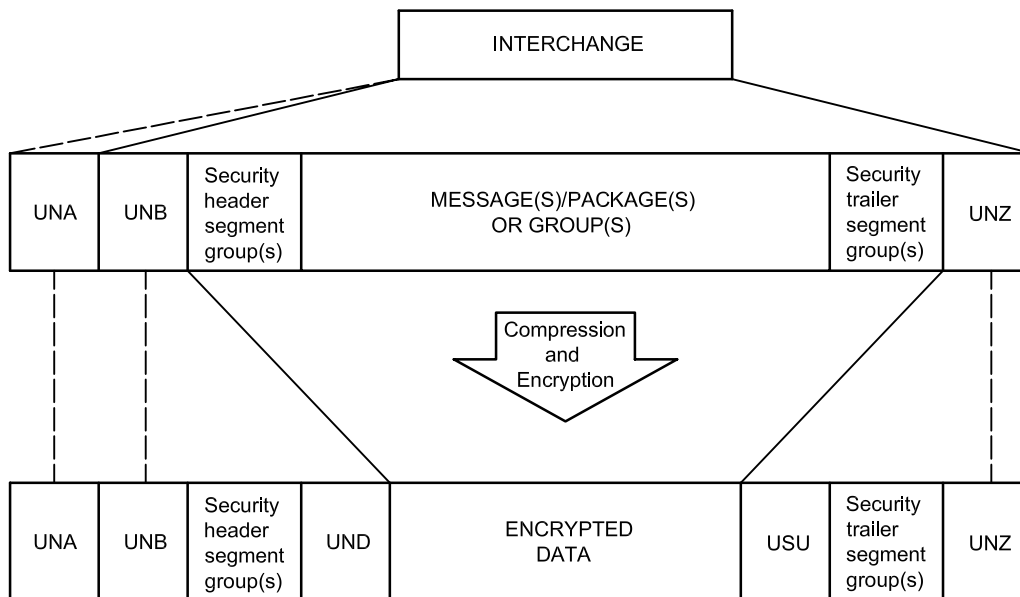 INTERCHANGE
UNA
UNB
Security
header
segment
group(s)
MESSAGE(S)/PACKAGE(S)
OR GROUP(S)
Security
trailer
segment
group(s)
UNZ
Compression
and
Encryption
UNA
UNB
Security
header
segment
group(s)
UND
ENCRYPTED
DATA
USU
Security
trailer
segment
group(s)
UNZ